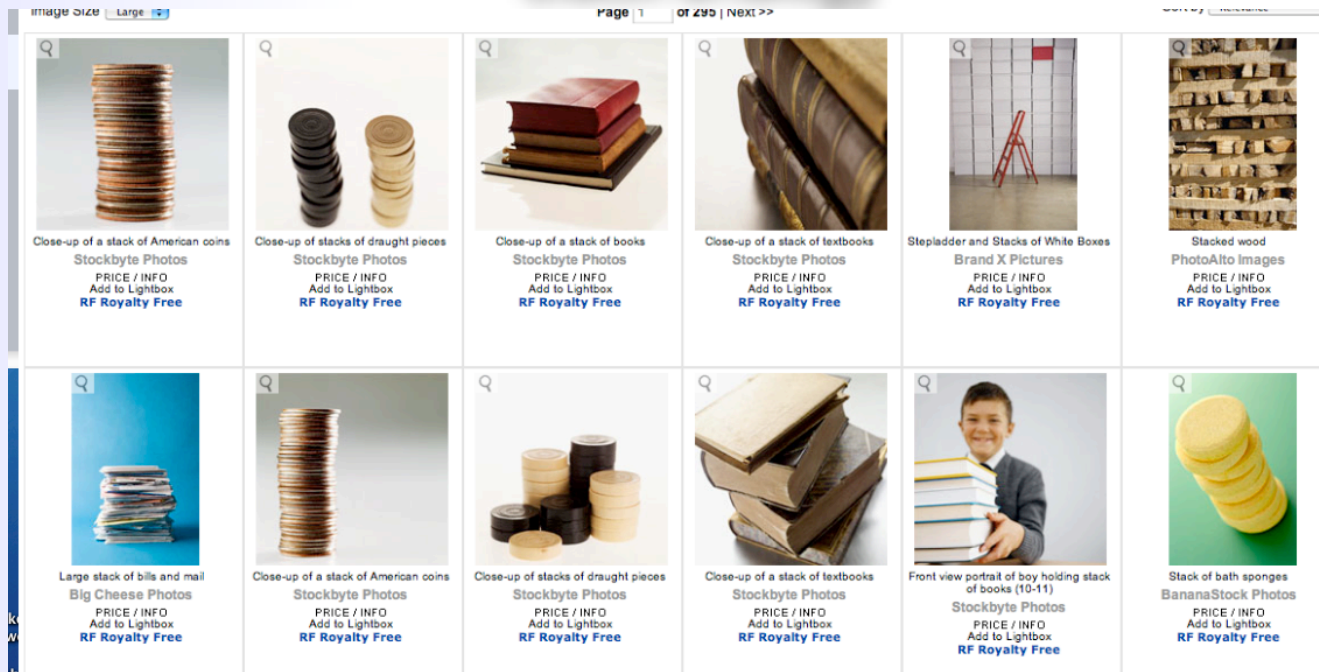 Image Size Large Page 1 of 295 | Next >> Sort by Relevance
Close-up of a stack of American coins
Stockbyte Photos
PRICE / INFO
Add to Lightbox
RF Royalty Free
Close-up of stacks of draught pieces
Stockbyte Photos
PRICE / INFO
Add to Lightbox
RF Royalty Free
Close-up of a stack of books
Stockbyte Photos
PRICE / INFO
Add to Lightbox
RF Royalty Free
Close-up of a stack of textbooks
Stockbyte Photos
PRICE / INFO
Add to Lightbox
RF Royalty Free
Stepladder and Stacks of White Boxes
Brand X Pictures
PRICE / INFO
Add to Lightbox
RF Royalty Free
Stacked wood
PhotoAlto Images
PRICE / INFO
Add to Lightbox
RF Royalty Free
Large stack of bills and mail
Big Cheese Photos
PRICE / INFO
Add to Lightbox
RF Royalty Free
Close-up of a stack of American coins
Stockbyte Photos
PRICE / INFO
Add to Lightbox
RF Royalty Free
Close-up of stacks of draught pieces
Stockbyte Photos
PRICE / INFO
Add to Lightbox
RF Royalty Free
Close-up of a stack of textbooks
Stockbyte Photos
PRICE / INFO
Add to Lightbox
RF Royalty Free
Front view portrait of boy holding stack
of books (10-11)
Stockbyte Photos
PRICE / INFO
Add to Lightbox
RF Royalty Free
Stack of bath sponges
BananaStock Photos
PRICE / INFO
Add to Lightbox
RF Royalty Free